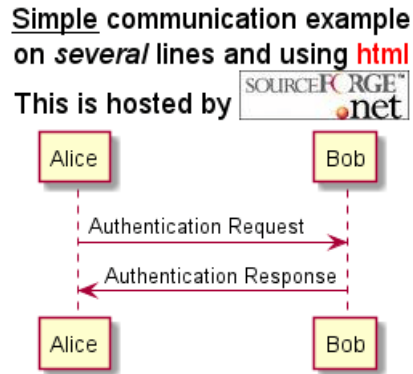 Simple communication example
on several lines and using html
This is hosted by SOURCEFORGE™
.net
Alice
Bob
Authentication Request
Authentication Response
Alice
Bob